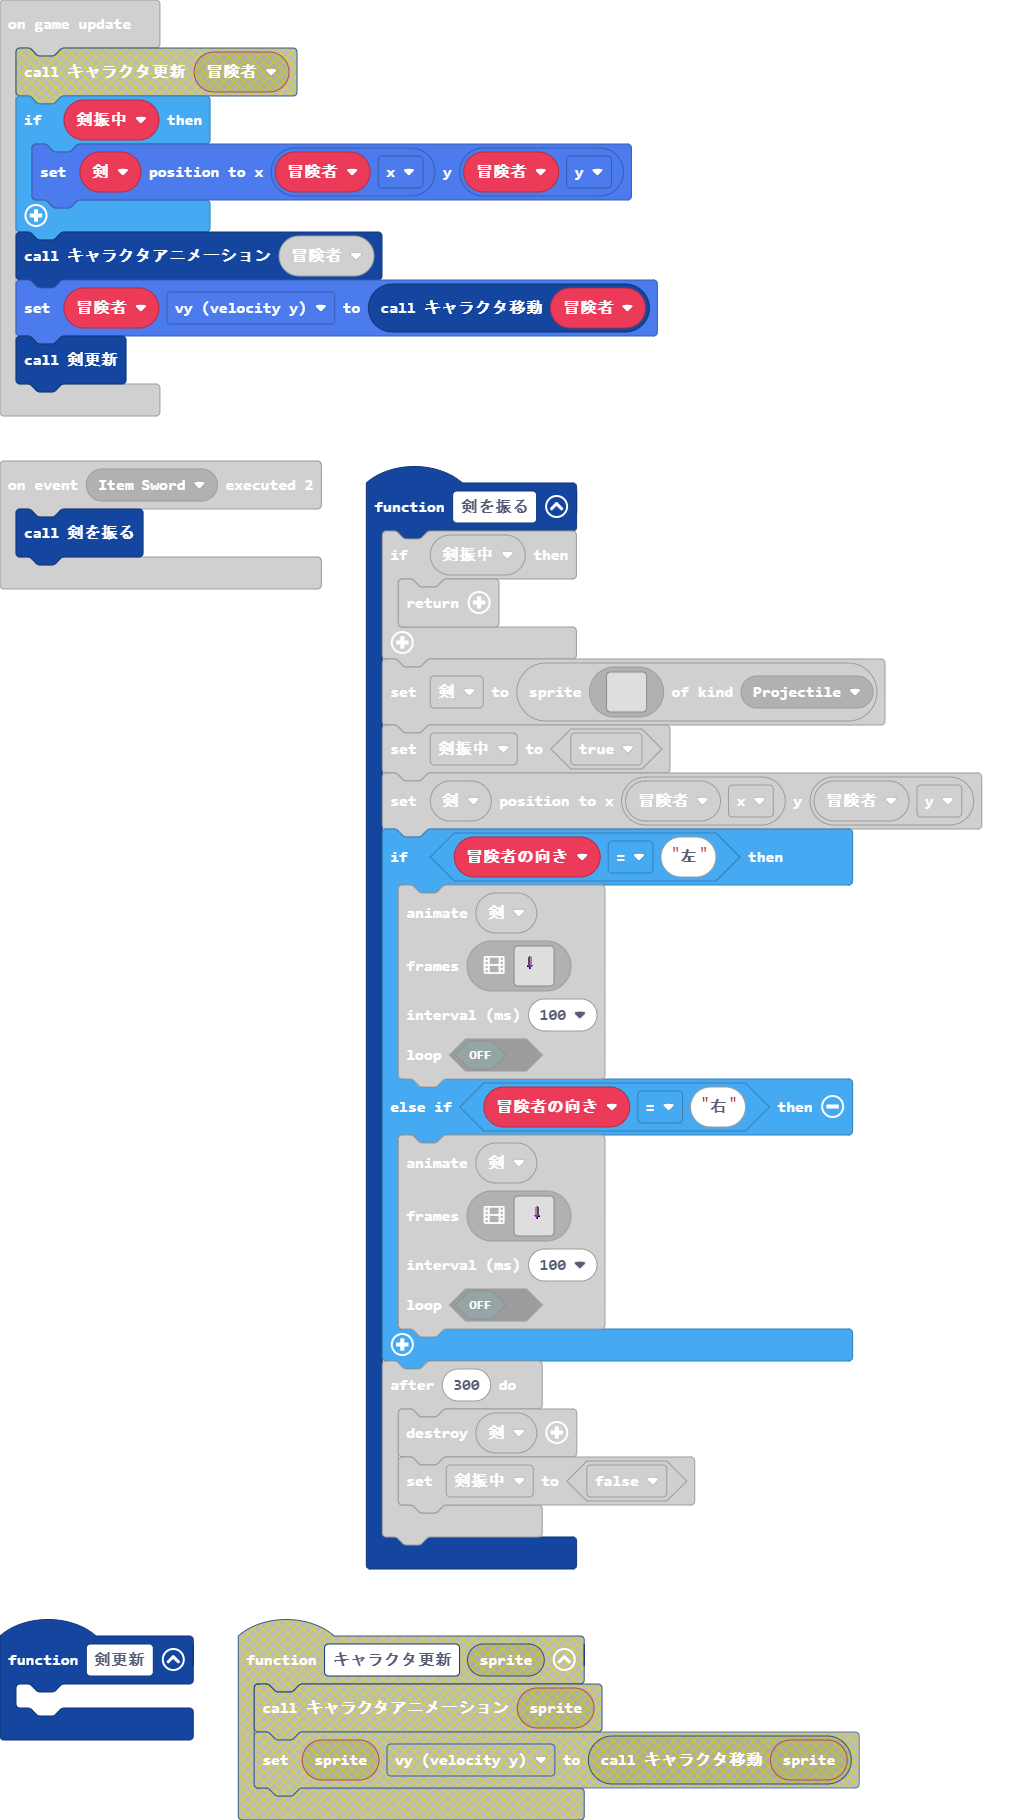 on game update
call キャラクタ更新 冒険者
if 剣振中 then
set 剣 position to x 冒険者 x y 冒険者 y
call キャラクタアニメーション 冒険者
set 冒険者 vy (velocity y) to call キャラクタ移動 冒険者
call 剣更新
on event Item Sword executed 2
call 剣を振る
function 剣を振る
if 剣振中 then
return
set 剣 to sprite of kind Projectile
set 剣振中 to true
set 剣 position to x 冒険者 x y 冒険者 y
if 冒険者の向き = "左" then
animate 剣
frames
interval (ms) 100
loop OFF
else if 冒険者の向き = "右" then
animate 剣
frames
interval (ms) 100
loop OFF
after 300 do
destroy 剣
set 剣振中 to false
function 剣更新
function キャラクタ更新 sprite
call キャラクタアニメーション sprite
set sprite vy (velocity y) to call キャラクタ移動 sprite